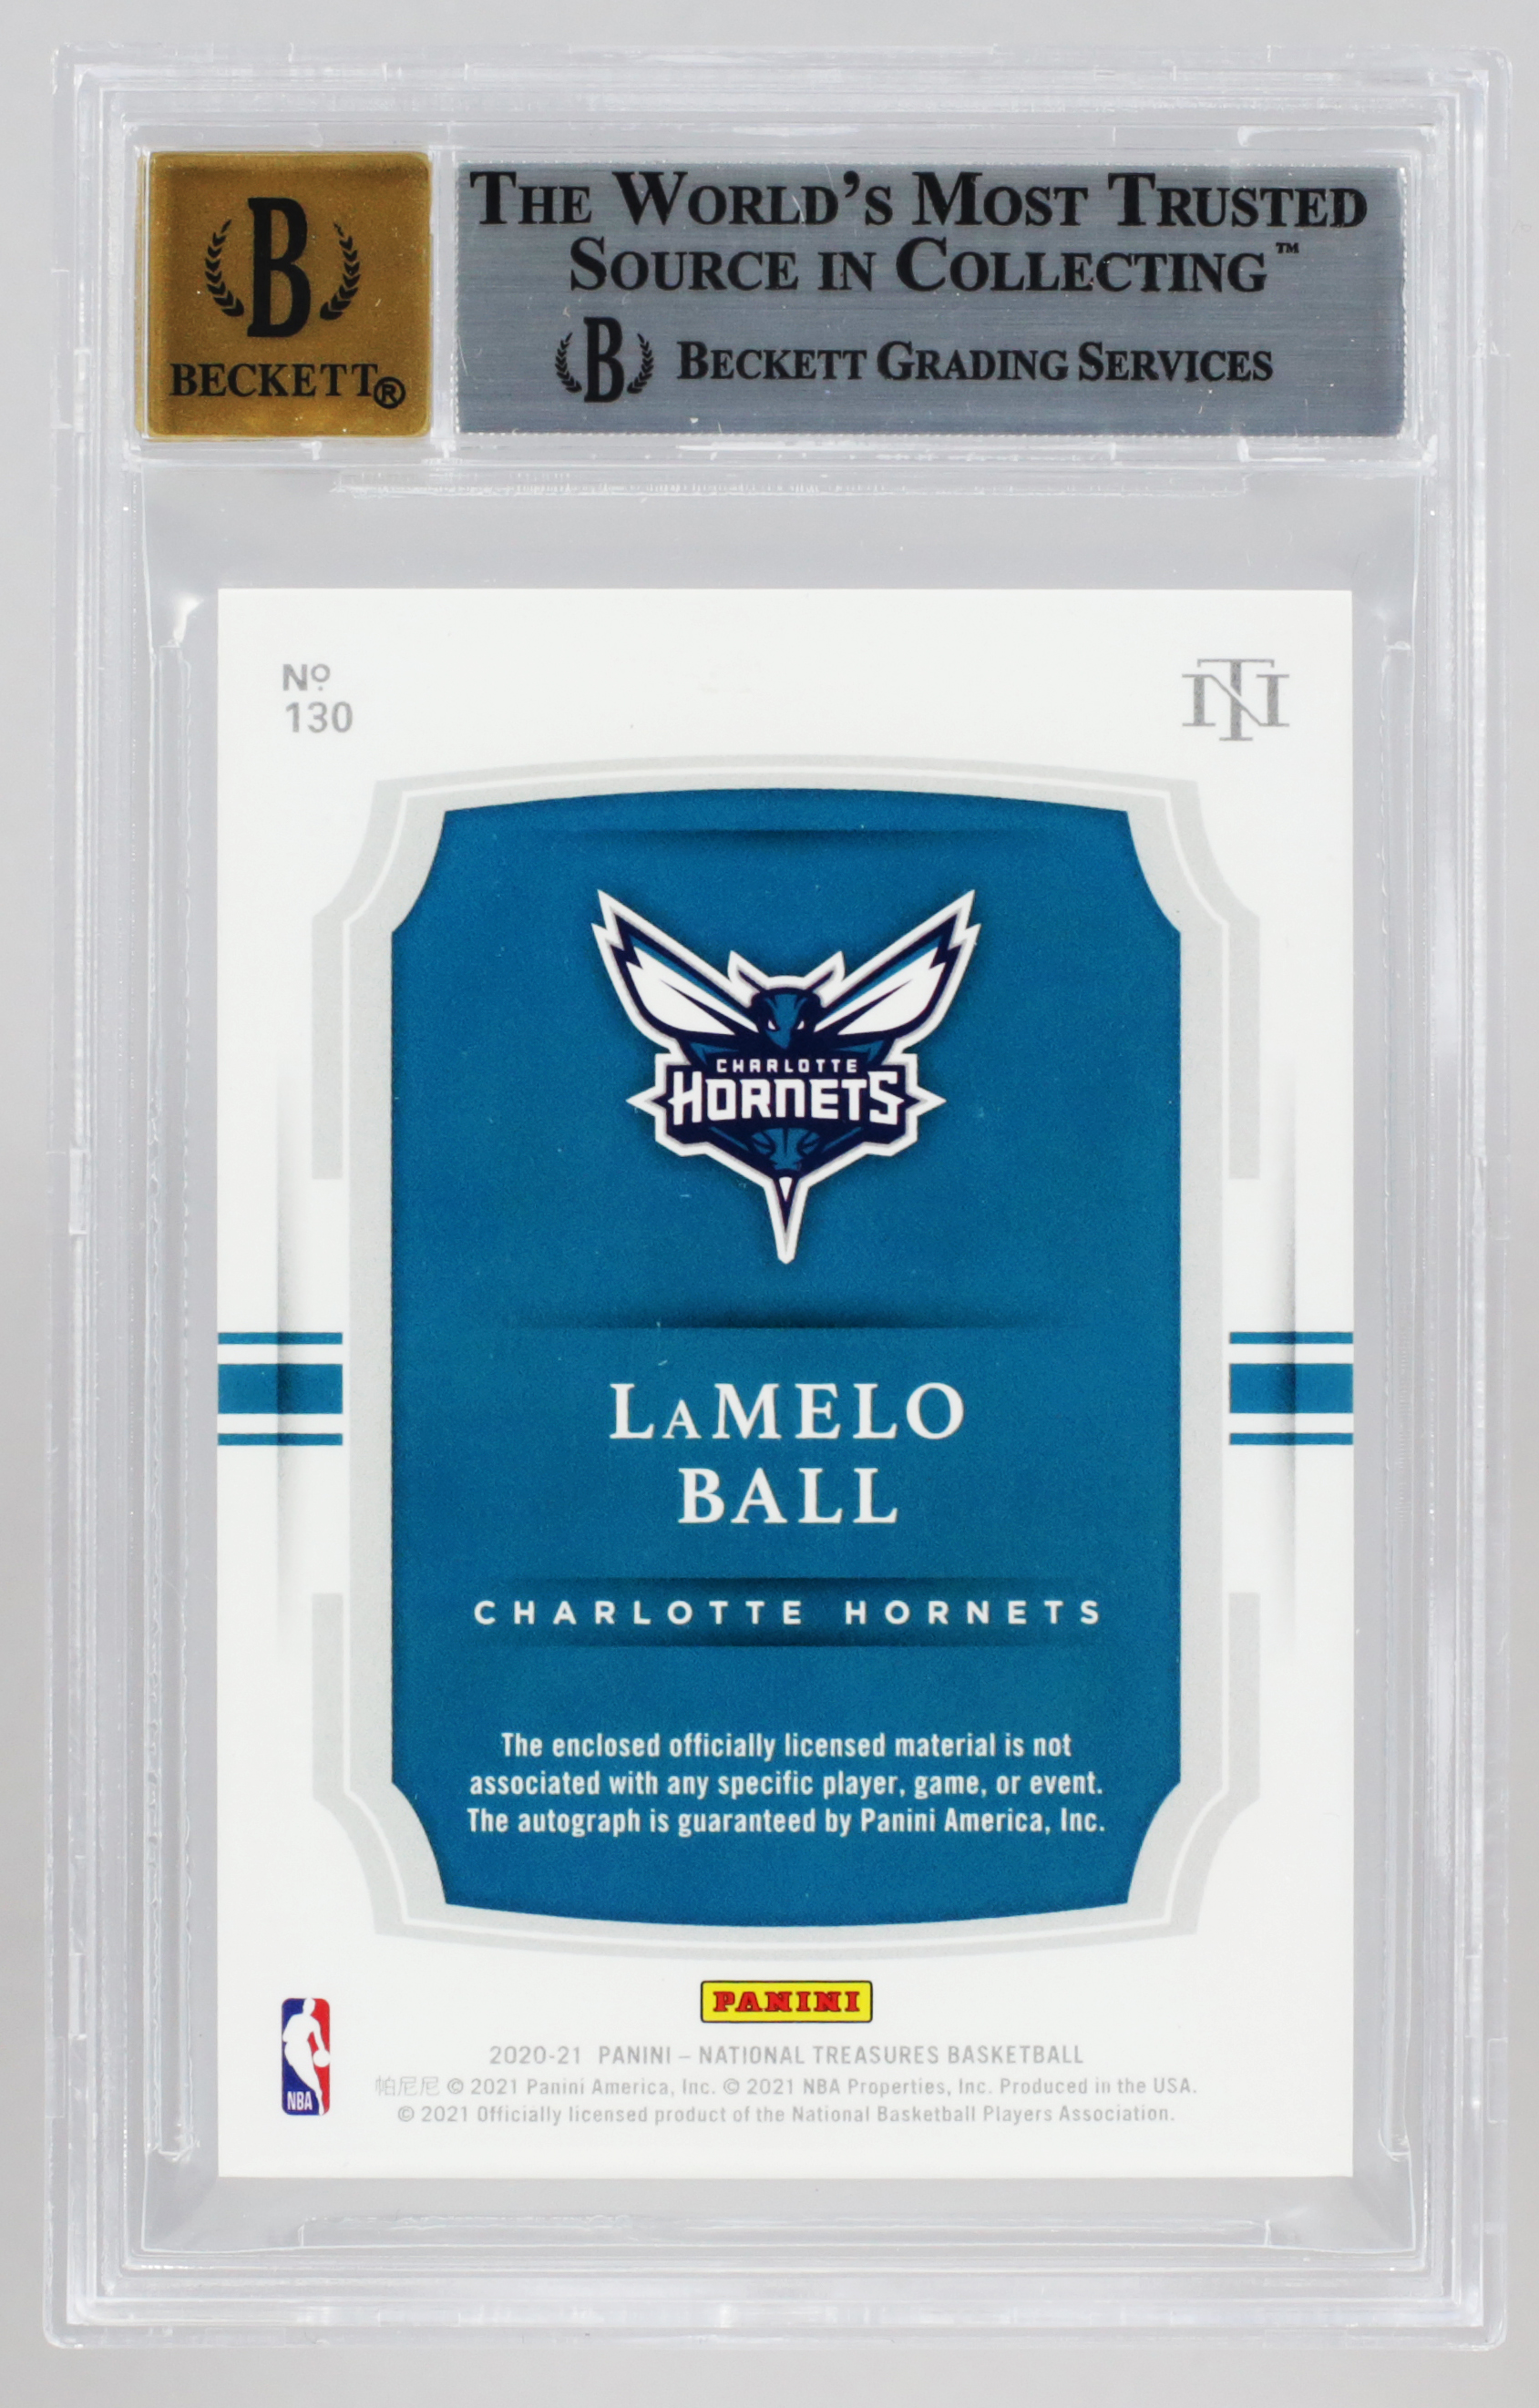 B
BECKETT®
THE WORLD'S MOST TRUSTED
SOURCE IN COLLECTING™
B BECKETT GRADING SERVICES
Nº
130
NT
CHARLOTTE
HORNETS
LAMELO
BALL
CHARLOTTE HORNETS
The enclosed officially licensed material is not
associated with any specific player, game, or event.
The autograph is guaranteed by Panini America, Inc.
PANINI
NBA
2020-21 PANINI – NATIONAL TREASURES BASKETBALL
帕尼尼 © 2021 Panini America, Inc. © 2021 NBA Properties, Inc. Produced in the USA.
© 2021 Officially licensed product of the National Basketball Players Association.